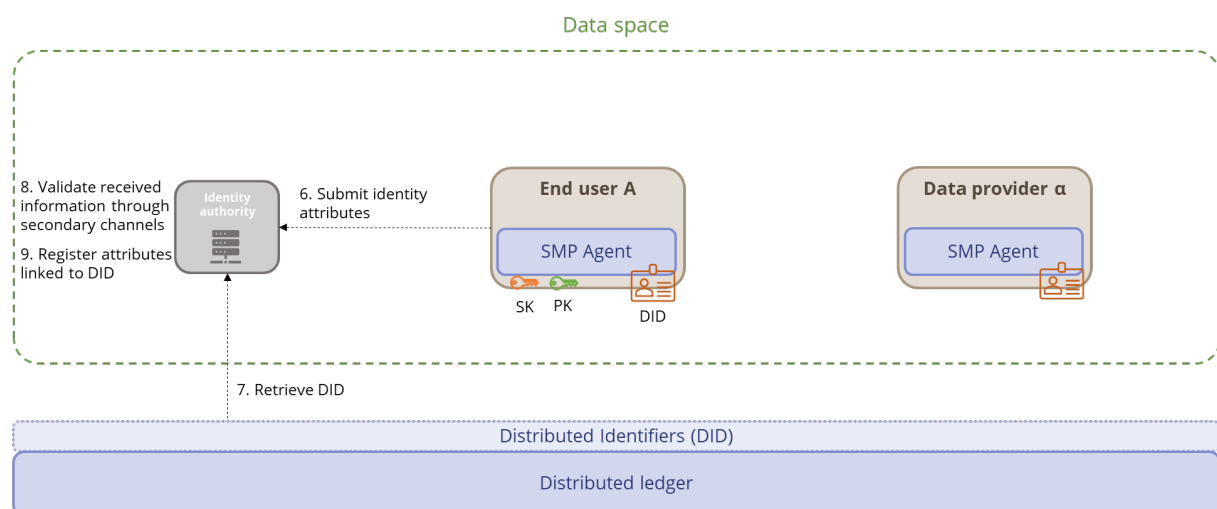 Data space
8. Validate received
information through
secondary channels
9. Register attributes
linked to DID
Identity
authority
6. Submit identity
attributes
End user A
SMP Agent
SK
PK
DID
Data provider α
SMP Agent
7. Retrieve DID
Distributed Identifiers (DID)
Distributed ledger